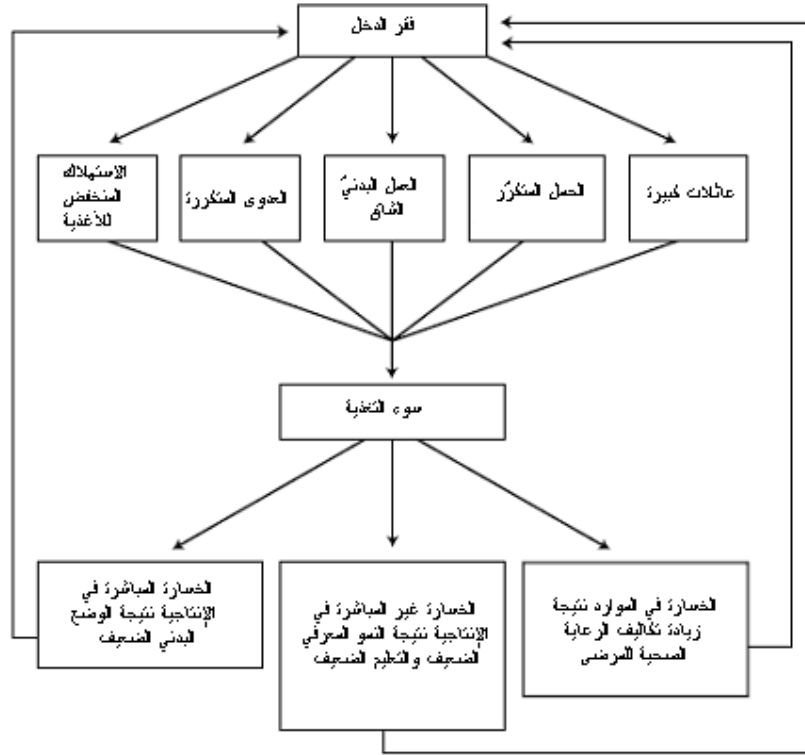 فقر الدخل
عائلات كبيرة
الحمل المتكرّر
العمل البدنيّ
الشاق
العدوى المتكررة
الاستهلاك
المنخفض
للأغذية
سوء التغذية
الخسارة في الموارد نتيجة
زيادة تكاليف الرعاية
الصحية للمرضى
الخسارة غير المباشرة في
الإنتاجية نتيجة النمو المعرفي
الضعيف والتعليم الضعيف
الخسارة المباشرة في
الإنتاجية نتيجة الوضع
البدني الضعيف